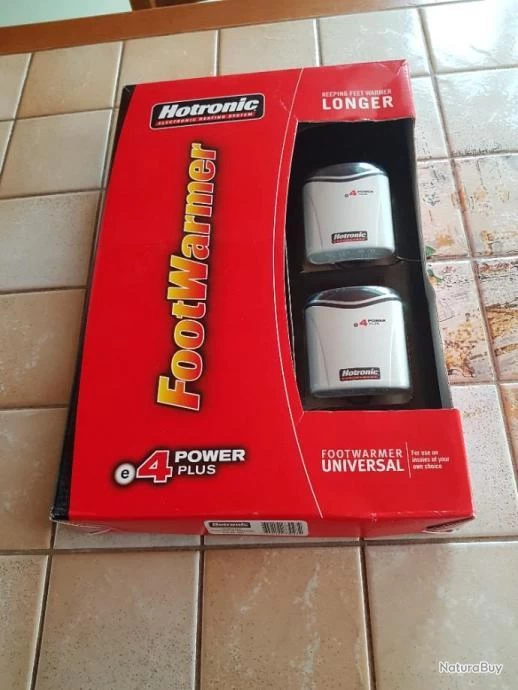 Hotronic
ELECTRONIC HEATING SYSTEM
KEEPING FEET WARMER
LONGER
FootWarmer
e4 POWER
PLUS
e4 POWER
PLUS
Hotronic
e4 POWER
PLUS
Hotronic
FOOTWARMER
UNIVERSAL
For use on
insoles of your
own choice
Hotronic
NaturaBuy